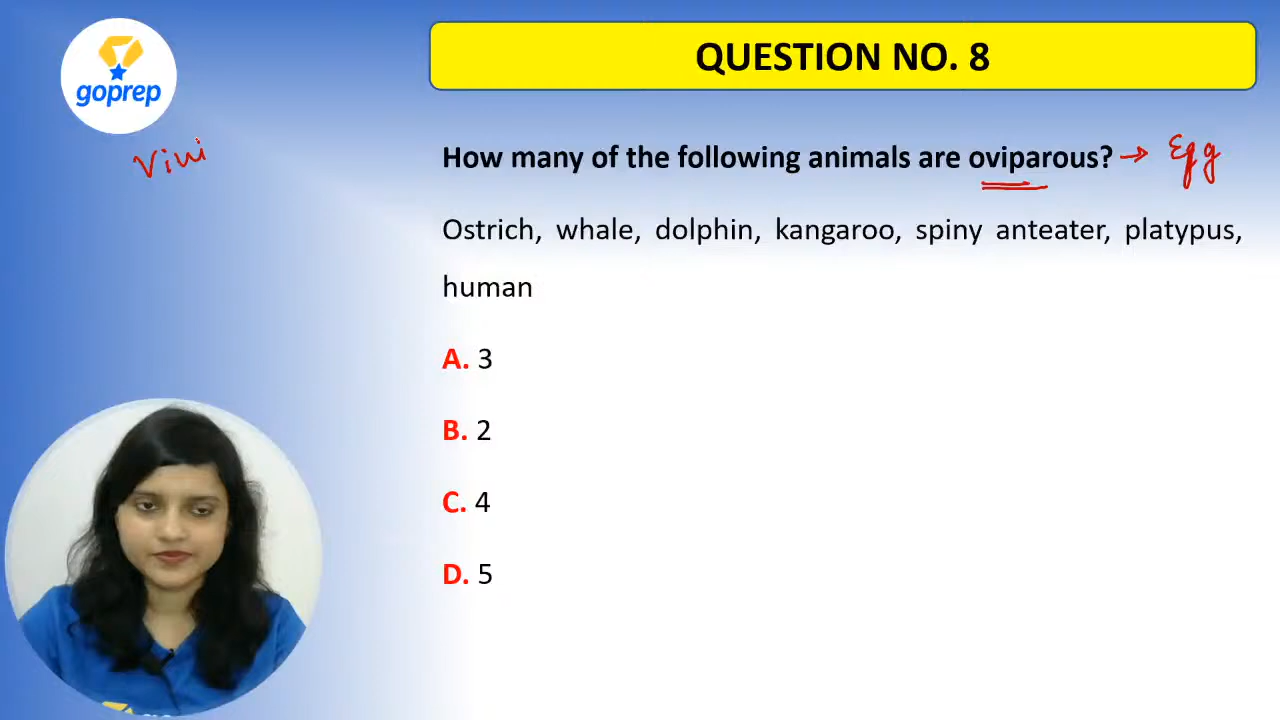 goprep
Vivi
QUESTION NO. 8
How many of the following animals are oviparous? → Egg
Ostrich, whale, dolphin, kangaroo, spiny anteater, platypus,
human
A. 3
B. 2
C. 4
D. 5